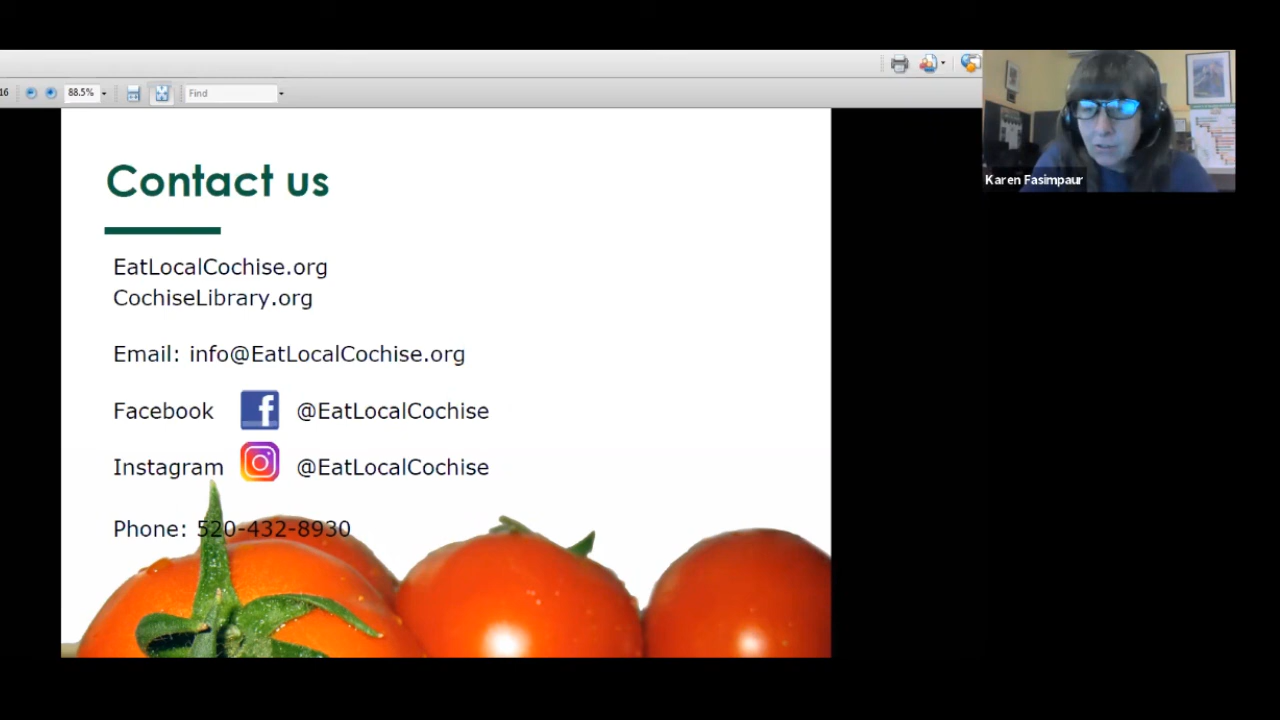 16
88.5%
Find
Karen Fasimpaur
Contact us
EatLocalCochise.org
CochiseLibrary.org
Email: info@EatLocalCochise.org
Facebook f @EatLocalCochise
Instagram @EatLocalCochise
Phone: 520-432-8930